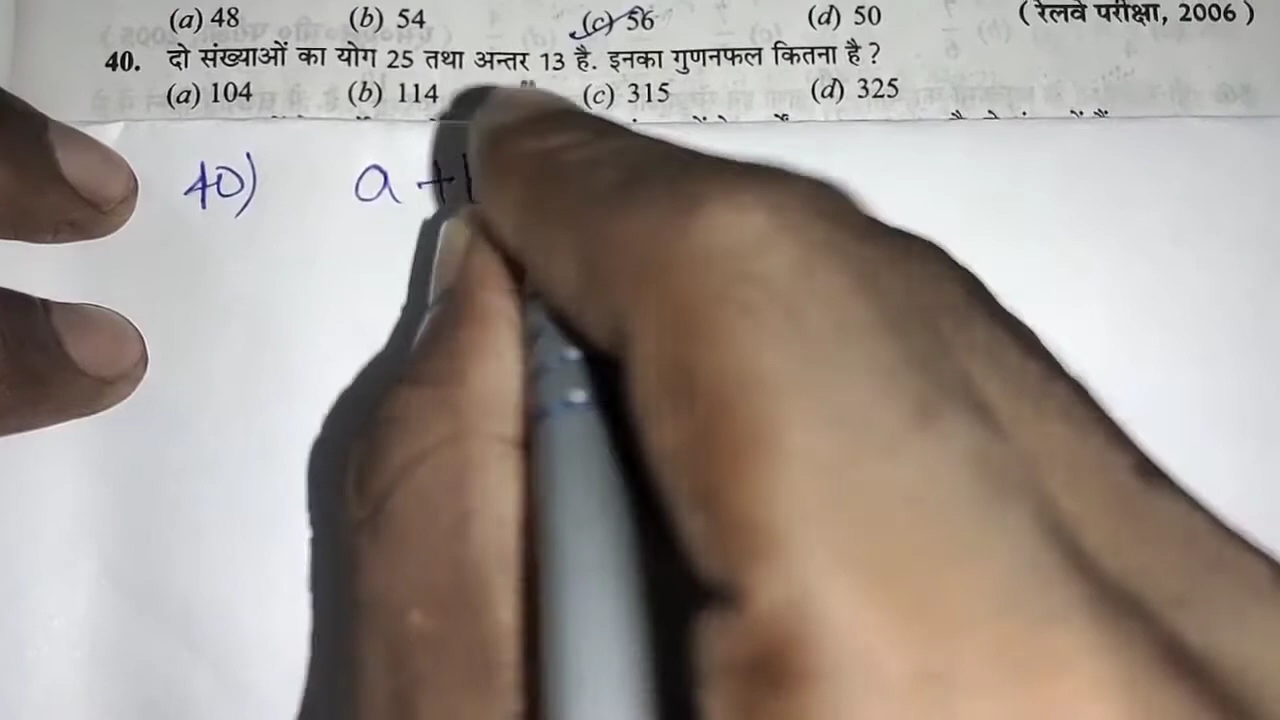 (a) 48 (b) 54 (c) 56 (d) 50 (रेलवे परीक्षा, 2006)
40. दो संख्याओं का योग 25 तथा अन्तर 13 है. इनका गुणनफल कितना है ?
(a) 104 (b) 114 (c) 315 (d) 325
40) a +